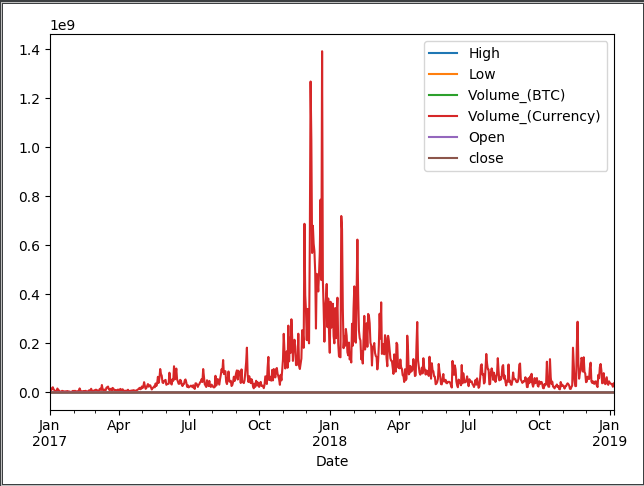 1e9
1.4
1.2
1.0
0.8
0.6
0.4
0.2
0.0
High
Low
Volume_(BTC)
Volume_(Currency)
Open
close
Jan Apr Jul Oct Jan Apr Jul Oct Jan
2017 2018 2019
Date